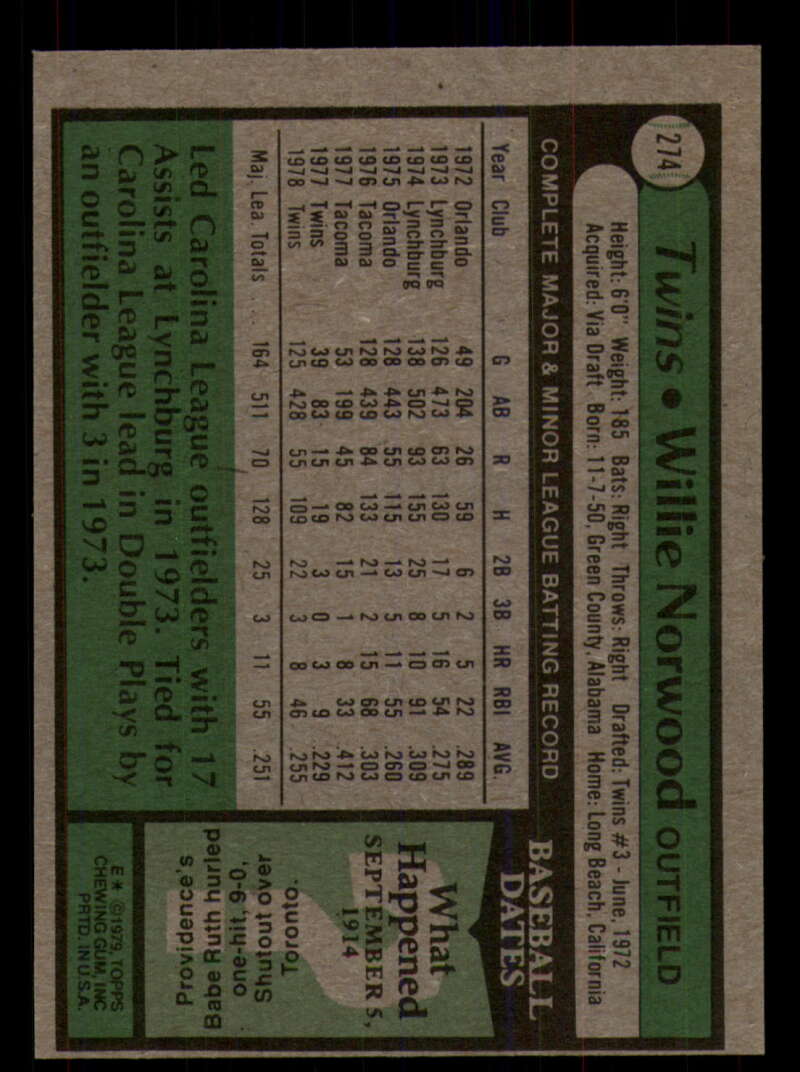 274
Twins • Willie Norwood OUTFIELD
Height: 6'0" Weight: 185 Bats: Right Throws: Right Drafted: Twins #3 - June, 1972
Acquired: Via Draft Born: 11-7-50, Green County, Alabama Home: Long Beach, California
COMPLETE MAJOR & MINOR LEAGUE BATTING RECORD
Year Club G AB R H 2B 3B HR RBI AVG.
1972 Orlando 49 204 26 59 6 2 5 22 .289
1973 Lynchburg 126 473 63 130 17 5 16 54 .275
1974 Lynchburg 138 502 93 155 25 8 10 91 .309
1975 Orlando 128 443 55 115 13 5 11 55 .260
1976 Tacoma 128 439 84 133 21 2 15 68 .303
1977 Tacoma 53 199 45 82 15 1 8 33 .412
1977 Twins 39 83 15 19 3 0 3 9 .229
1978 Twins 125 428 55 109 22 3 8 46 .255
Maj. Lea. Totals . . . 164 511 70 128 25 3 11 55 .251
Led Carolina League outfielders with 17
Assists at Lynchburg in 1973. Tied for
Carolina League lead in Double Plays by
an outfielder with 3 in 1973.
BASEBALL
DATES
What
Happened
SEPTEMBER 5,
1914
Providence's
Babe Ruth hurled
one-hit, 9-0,
Shutout over
Toronto.
E* ©1979 TOPPS
CHEWING GUM, INC
PRTD. IN U.S.A.